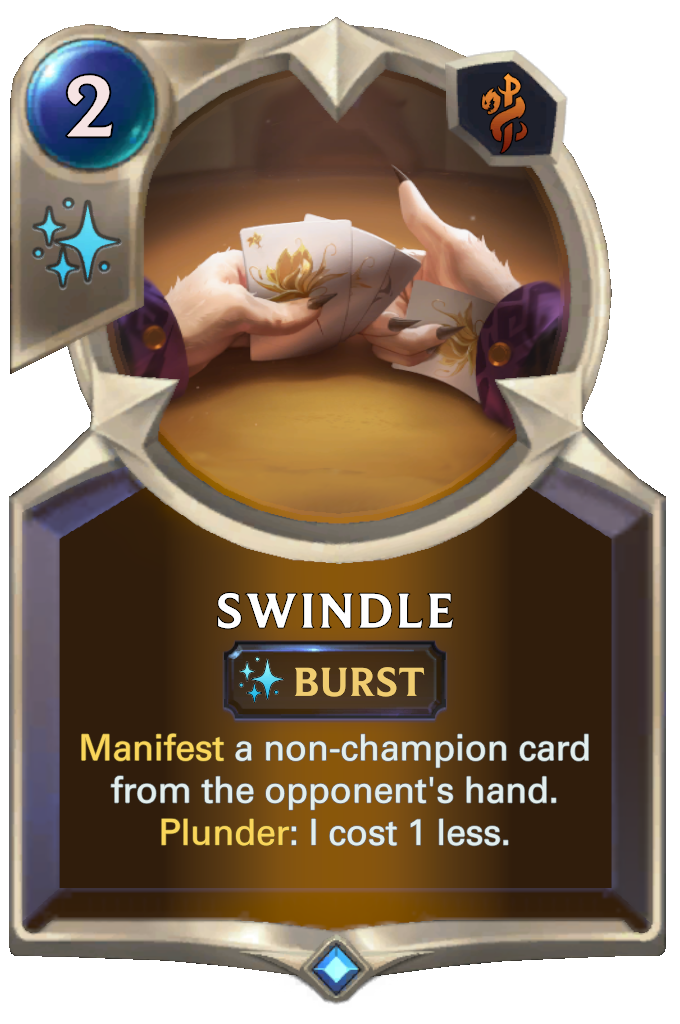 2
SWINDLE
BURST
Manifest a non-champion card
from the opponent's hand.
Plunder: I cost 1 less.